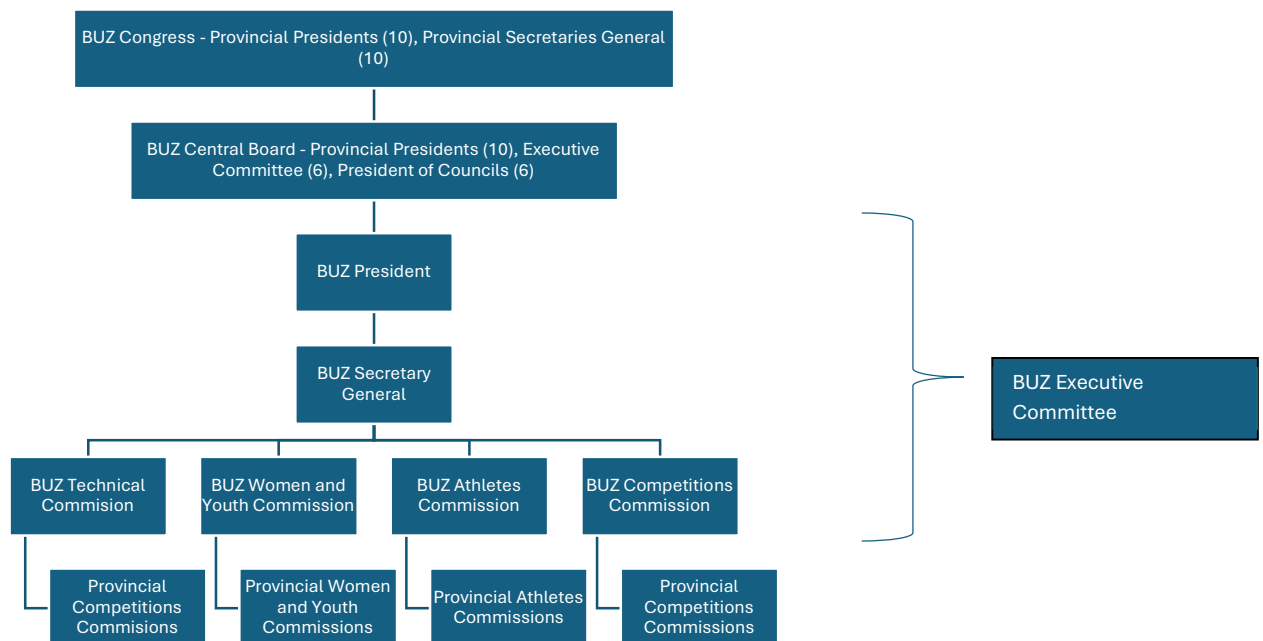 BUZ Congress - Provincial Presidents (10), Provincial Secretaries General
(10)
BUZ Central Board - Provincial Presidents (10), Executive
Committee (6), President of Councils (6)
BUZ President
BUZ Secretary
General
BUZ Executive
Committee
BUZ Technical
Commision
BUZ Women and
Youth Commission
BUZ Athletes
Commission
BUZ Competitions
Commission
Provincial
Competitions
Commisions
Provincial Women
and Youth
Commissions
Provincial Athletes
Commissions
Provincial
Competitions
Commissions